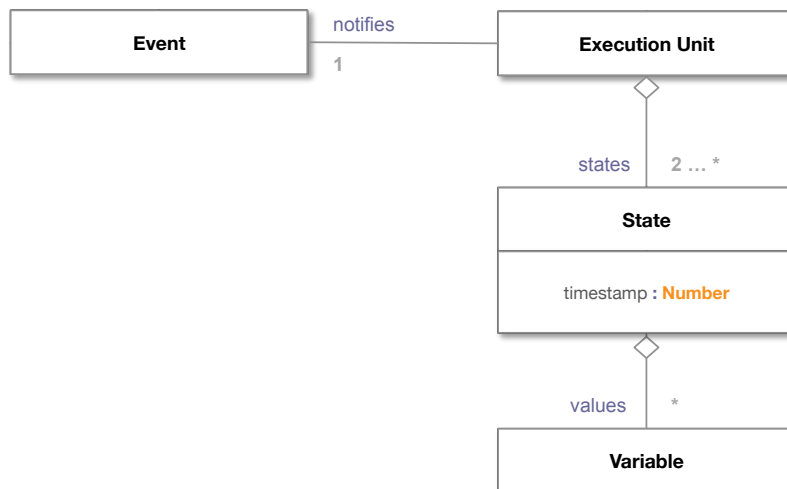 notifies
Event
Execution Unit
1
states 2 ... *
State
timestamp : Number
values *
Variable